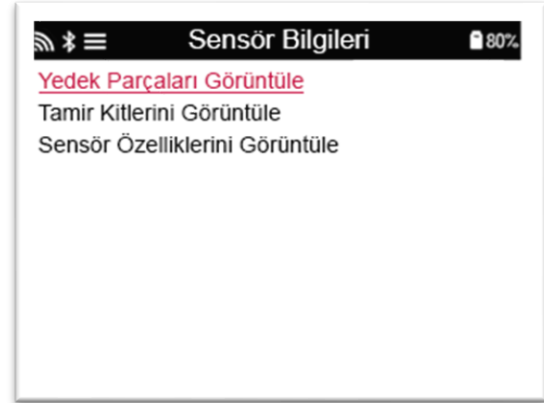 Sensör Bilgileri 80%
Yedek Parçaları Görüntüle
Tamir Kitlerini Görüntüle
Sensör Özelliklerini Görüntüle